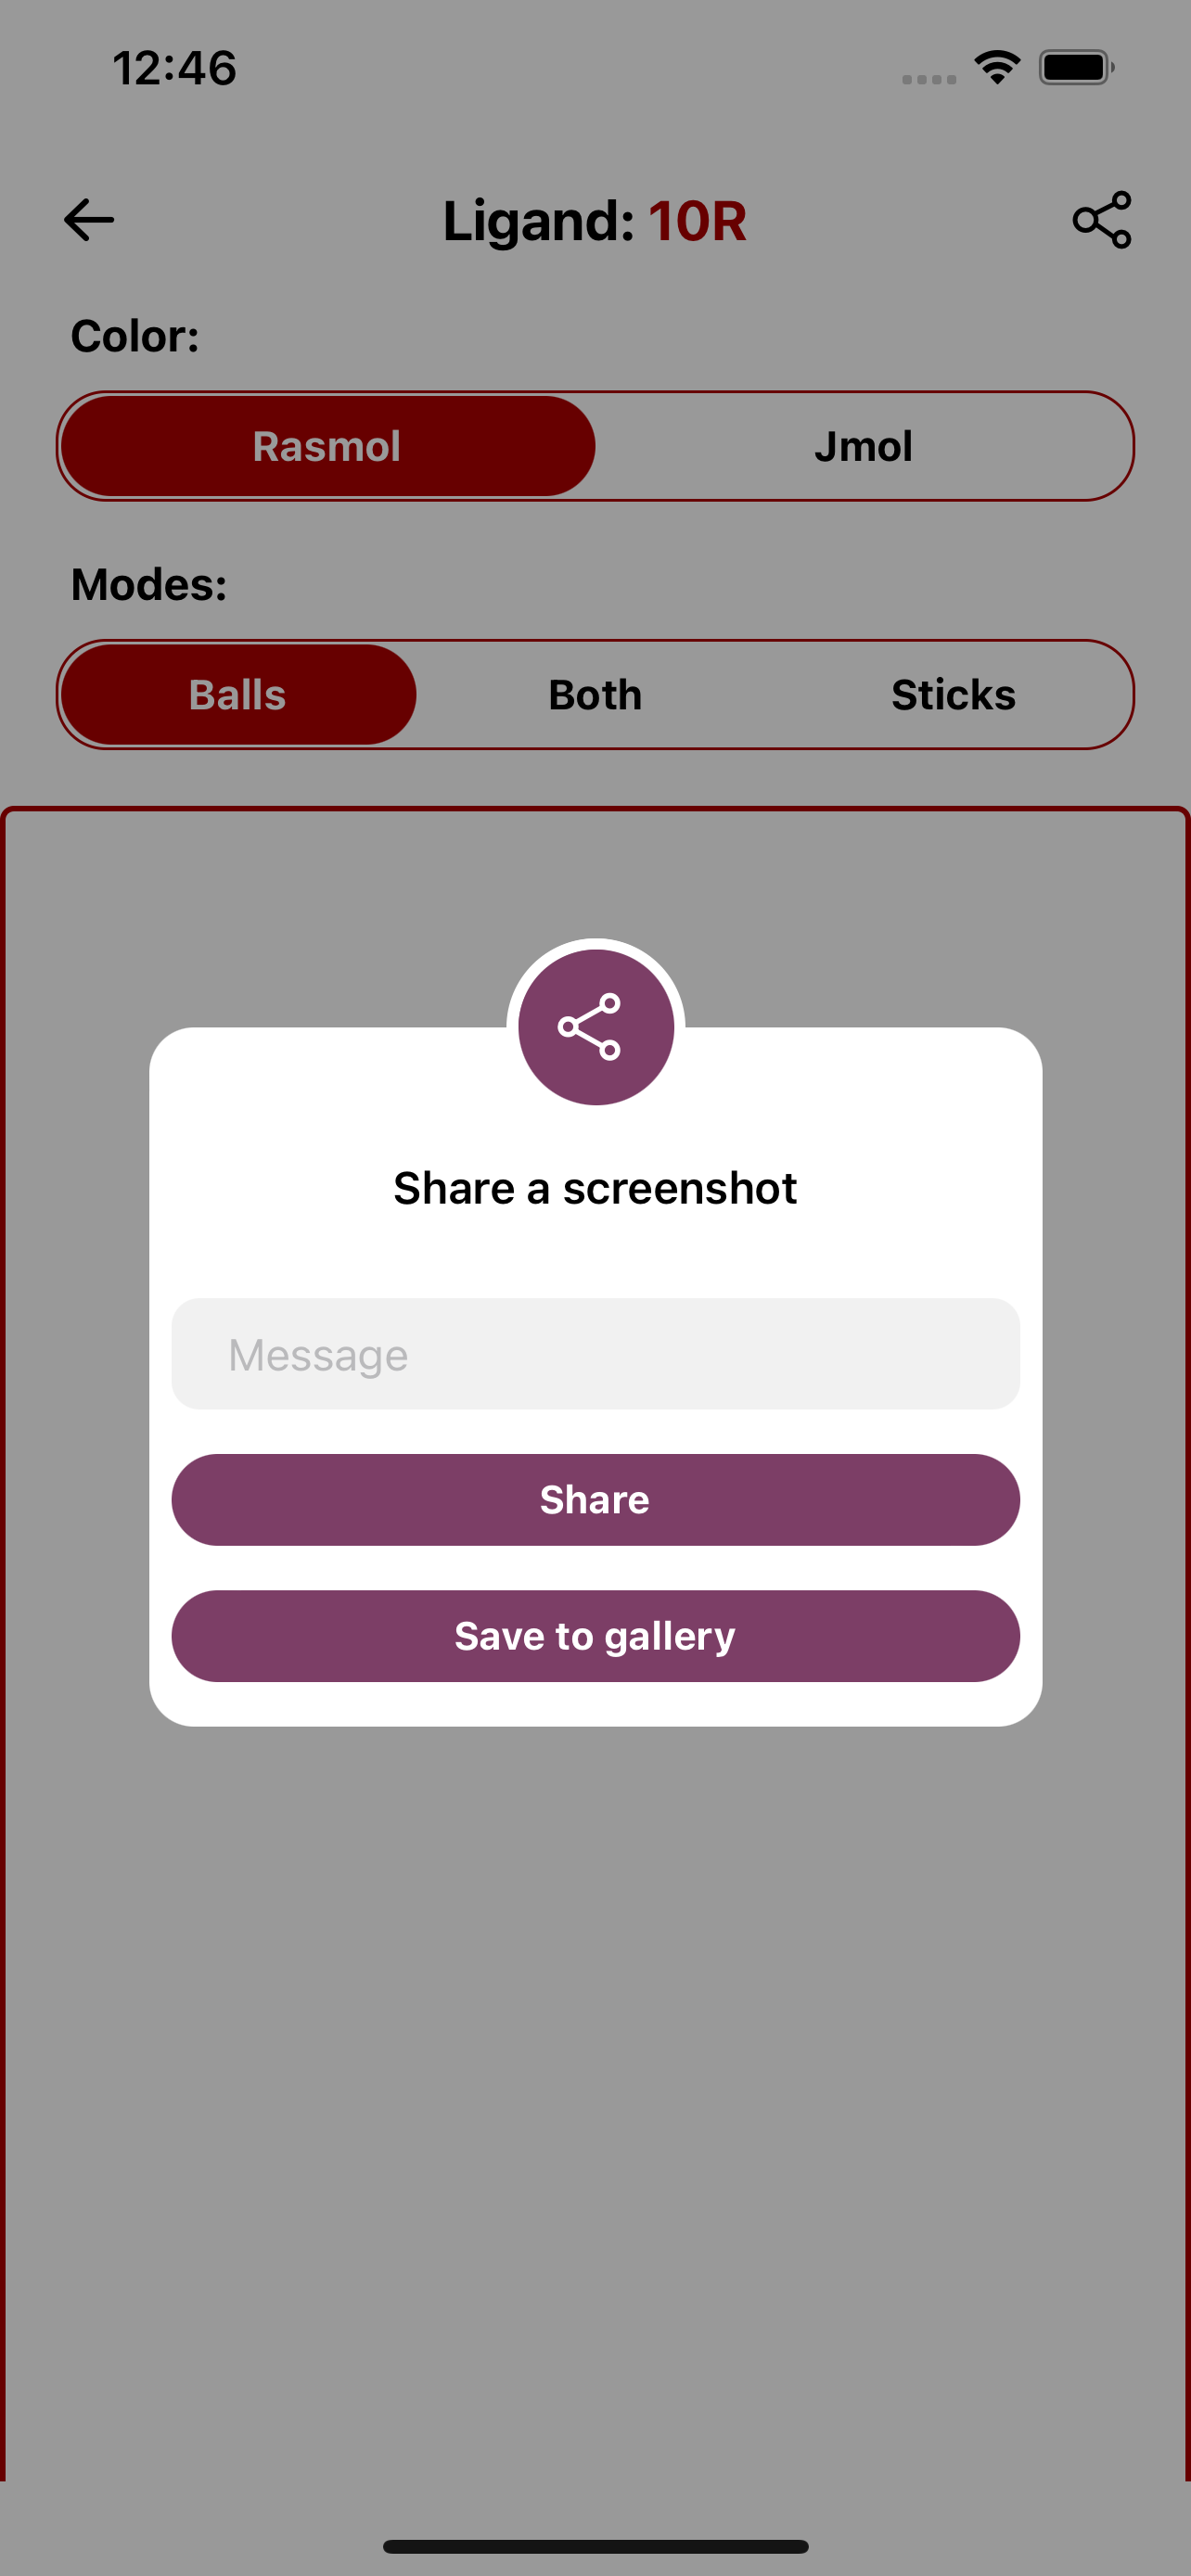 12:46
Ligand: 10R
Color:
Rasmol Jmol
Modes:
Balls Both Sticks
Share a screenshot
Message
Share
Save to gallery